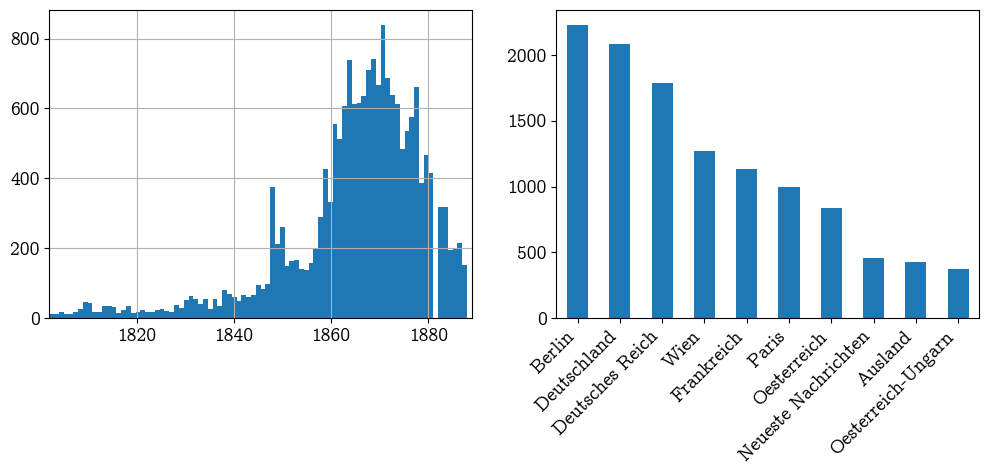 800
600
400
200
0
1820 1840 1860 1880
2000
1500
1000
500
0
Berlin
Deutschland
Deutsches Reich
Wien
Frankreich
Paris
Oesterreich
Neueste Nachrichten
Ausland
Oesterreich-Ungarn